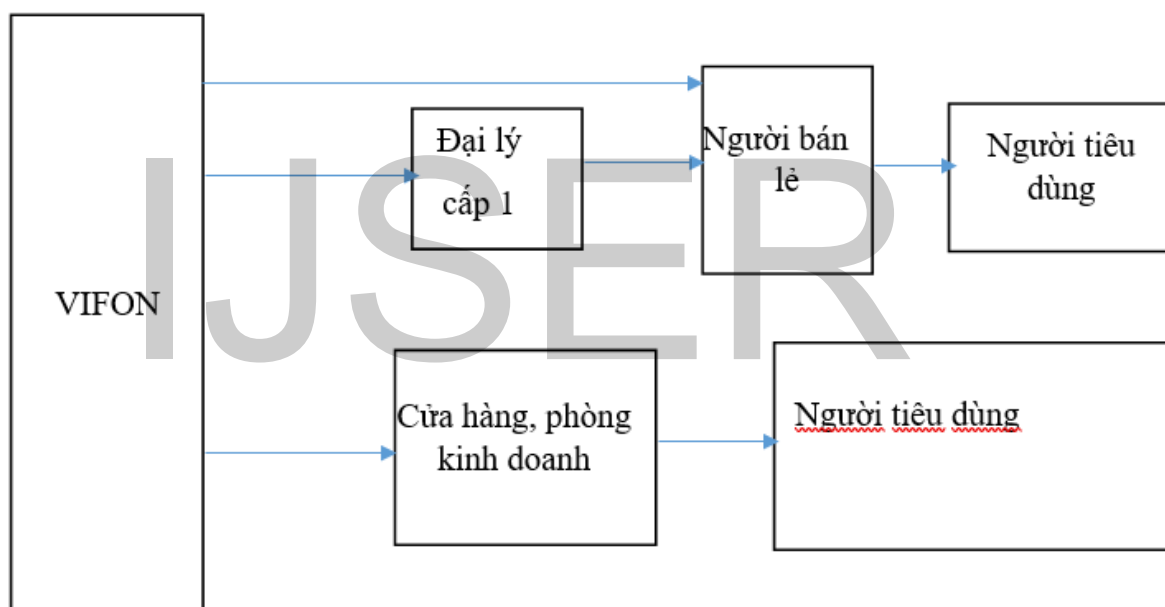 Đại lý
cấp 1
Người bán
lẻ
Người tiêu
dùng
VIFON
IJSER
Cửa hàng, phòng
kinh doanh
Người tiêu dùng